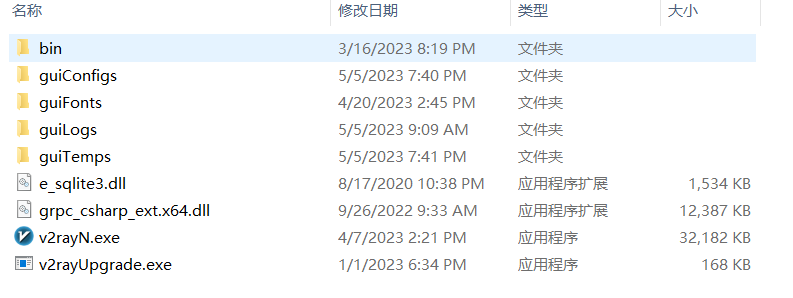 名称 修改日期 类型 大小
bin 3/16/2023 8:19 PM 文件夹
guiConfigs 5/5/2023 7:40 PM 文件夹
guiFonts 4/20/2023 2:45 PM 文件夹
guiLogs 5/5/2023 9:09 AM 文件夹
guiTemps 5/5/2023 7:41 PM 文件夹
e_sqlite3.dll 8/17/2020 10:38 PM 应用程序扩展 1,534 KB
grpc_csharp_ext.x64.dll 9/26/2022 9:33 AM 应用程序扩展 12,387 KB
v2rayN.exe 4/7/2023 2:21 PM 应用程序 32,182 KB
v2rayUpgrade.exe 1/1/2023 6:34 PM 应用程序 168 KB